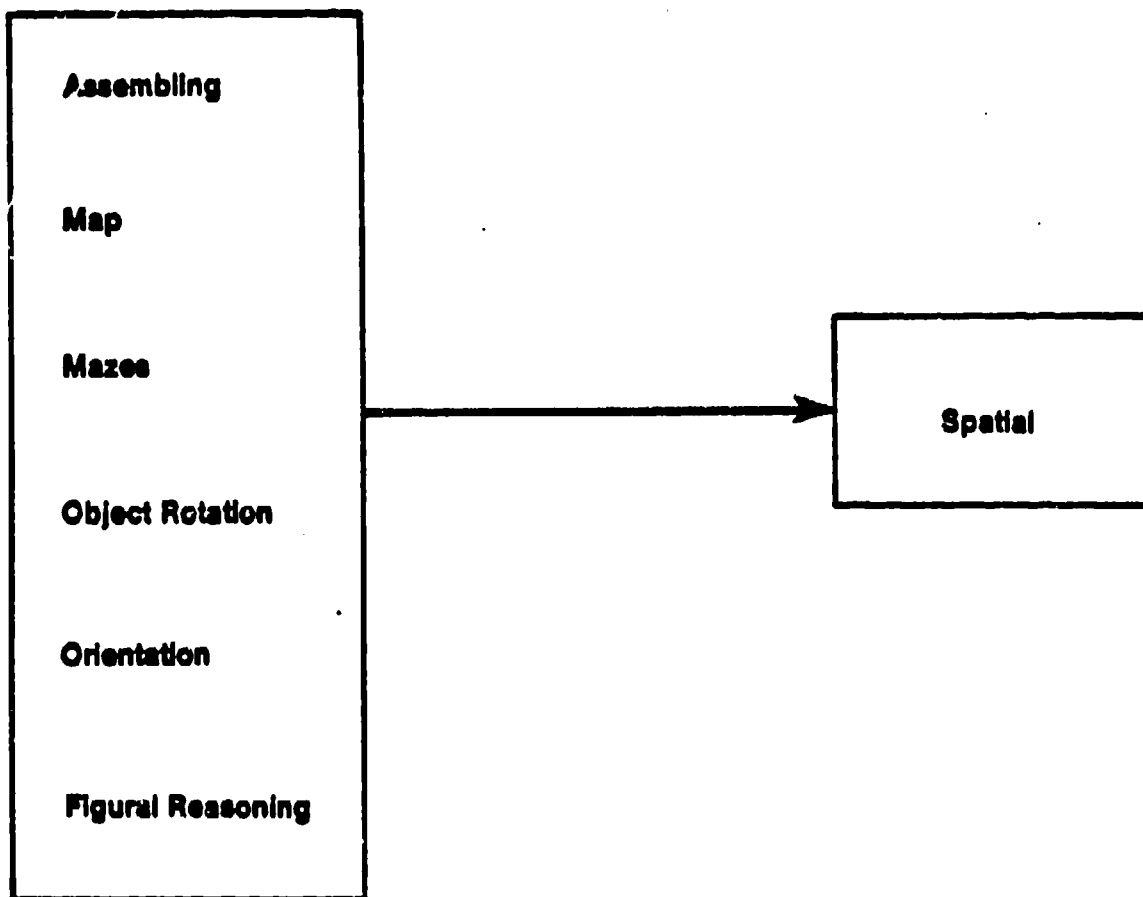 Assembling
Map
Mazes
Object Rotation
Orientation
Figural Reasoning
Spatial